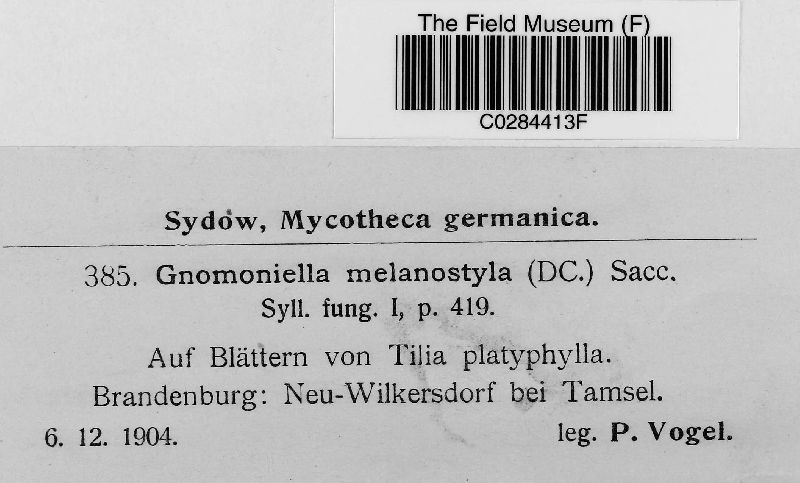 The Field Museum (F)
C0284413F
Sydow, Mycotheca germanica.
385. Gnomoniella melanostyla (DC.) Sacc.
Syll. fung. I, p. 419.
Auf Blättern von Tilia platyphylla.
Brandenburg: Neu-Wilkersdorf bei Tamsel.
6. 12. 1904.
leg. P. Vogel.